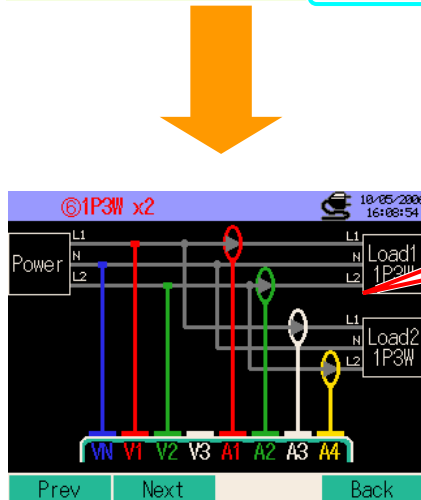 ⑥1P3W x2
10/05/200
16:08:54
Power
L1
N
L2
L1
N
L2
Load1
1P3W
L1
N
L2
Load2
1P3W
VN V1 V2 V3 A1 A2 A3 A4
Prev Next Back